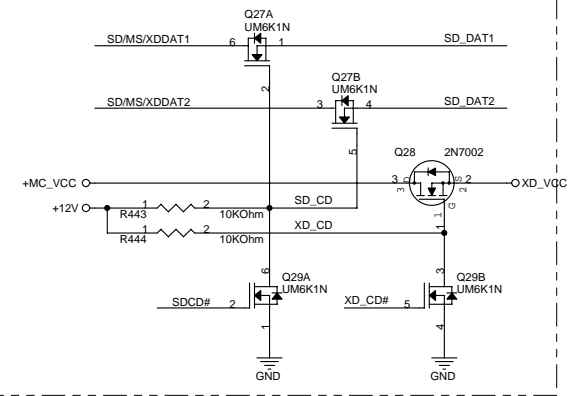 Q27A
UM6K1N
SD/MS/XDDAT1
6
1
SD_DAT1
2
Q27B
UM6K1N
SD/MS/XDDAT2
3
4
SD_DAT2
5
Q28
2N7002
+MC_VCC
3
3
D
S
2
2
XD_VCC
G
1
1
+12V
1
2
SD_CD
R443
10KOhm
1
2
XD_CD
R444
10KOhm
6
Q29A
UM6K1N
SDCD#
2
1
GND
3
Q29B
UM6K1N
XD_CD#
5
4
GND